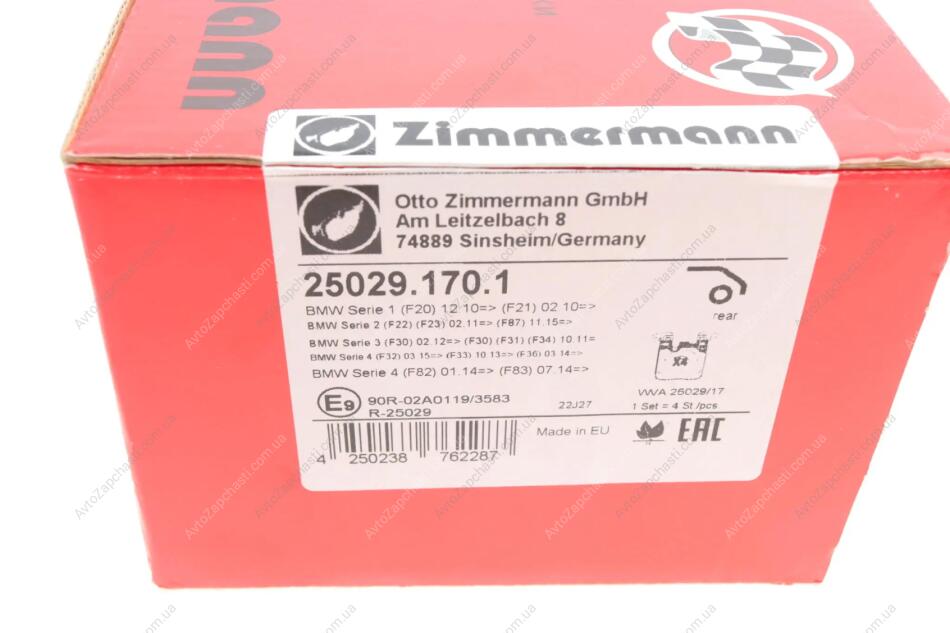 Zimmermann
Otto Zimmermann GmbH
Am Leitzelbach 8
74889 Sinsheim/Germany
25029.170.1
BMW Serie 1 (F20) 12 10=> (F21) 02 10=>
BMW Serie 2 (F22) (F23) 02.11=> (F87) 11.15=>
BMW Serie 3 (F30) 02.12=> (F30) (F31) (F34) 10.11=
BMW Serie 4 (F32) 03 15=> (F33) 10.13=> (F36) 03.14=>
BMW Serie 4 (F82) 01.14=> (F83) 07.14=>
rear
X4
WVA 25029/17
1 Set = 4 St /pcs
E9
90R-02A0119/3583
R-25029
22J27
Made in EU
EAC
4 250238 762287
AvtoZapchasti.com.ua